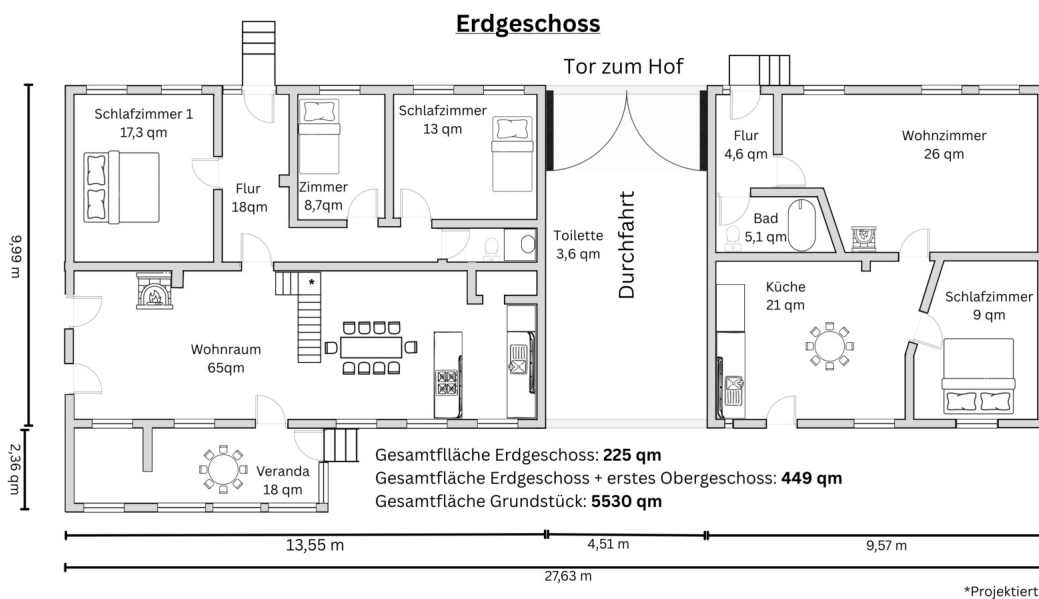 Erdgeschoss
Tor zum Hof
Schlafzimmer 1
17,3 qm
Flur
18qm
Zimmer
8,7qm
Schlafzimmer
13 qm
Toilette
3,6 qm
Durchfahrt
Flur
4,6 qm
Wohnzimmer
26 qm
Bad
5,1 qm
Küche
21 qm
Schlafzimmer
9 qm
9,99 m
*
Wohnraum
65qm
2,36 qm
Veranda
18 qm
Gesamtflläche Erdgeschoss: 225 qm
Gesamtfläche Erdgeschoss + erstes Obergeschoss: 449 qm
Gesamtfläche Grundstück: 5530 qm
13,55 m
4,51 m
9,57 m
27,63 m
*Projektiert